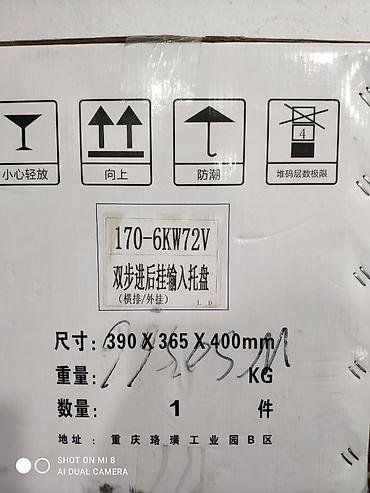 4
小心轻放 向上 防潮 堆码层数极限
170-6KW72V
双步进后挂输入托盘
(横排/外挂) L D
尺寸: 390 X 365 X 400mm
重量: KG
数量: 1 件
地址: 重庆珞璜工业园B区
SHOT ON MI 8
AI DUAL CAMERA